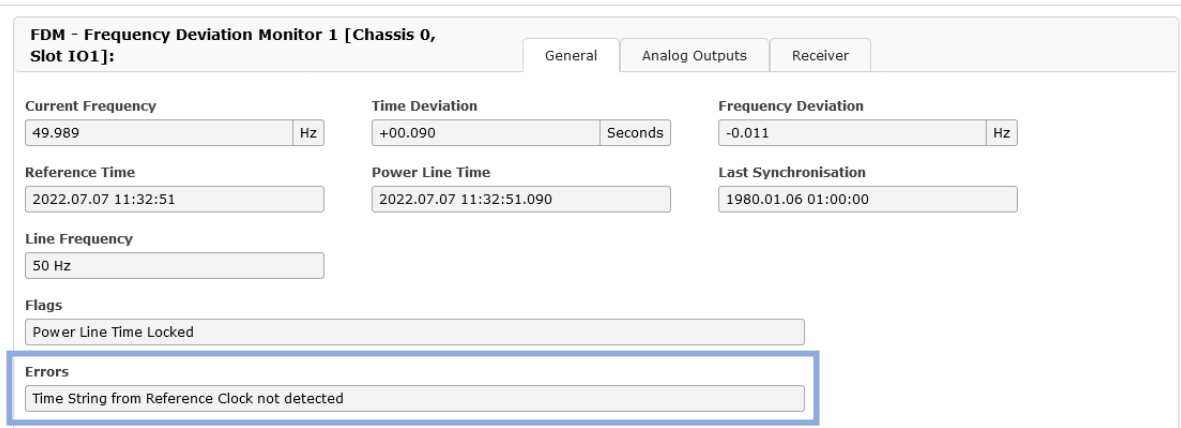 FDM - Frequency Deviation Monitor 1 [Chassis 0,
Slot IO1]:
General Analog Outputs Receiver
Current Frequency Time Deviation Frequency Deviation
49.989 Hz +00.090 Seconds -0.011 Hz
Reference Time Power Line Time Last Synchronisation
2022.07.07 11:32:51 2022.07.07 11:32:51.090 1980.01.06 01:00:00
Line Frequency
50 Hz
Flags
Power Line Time Locked
Errors
Time String from Reference Clock not detected